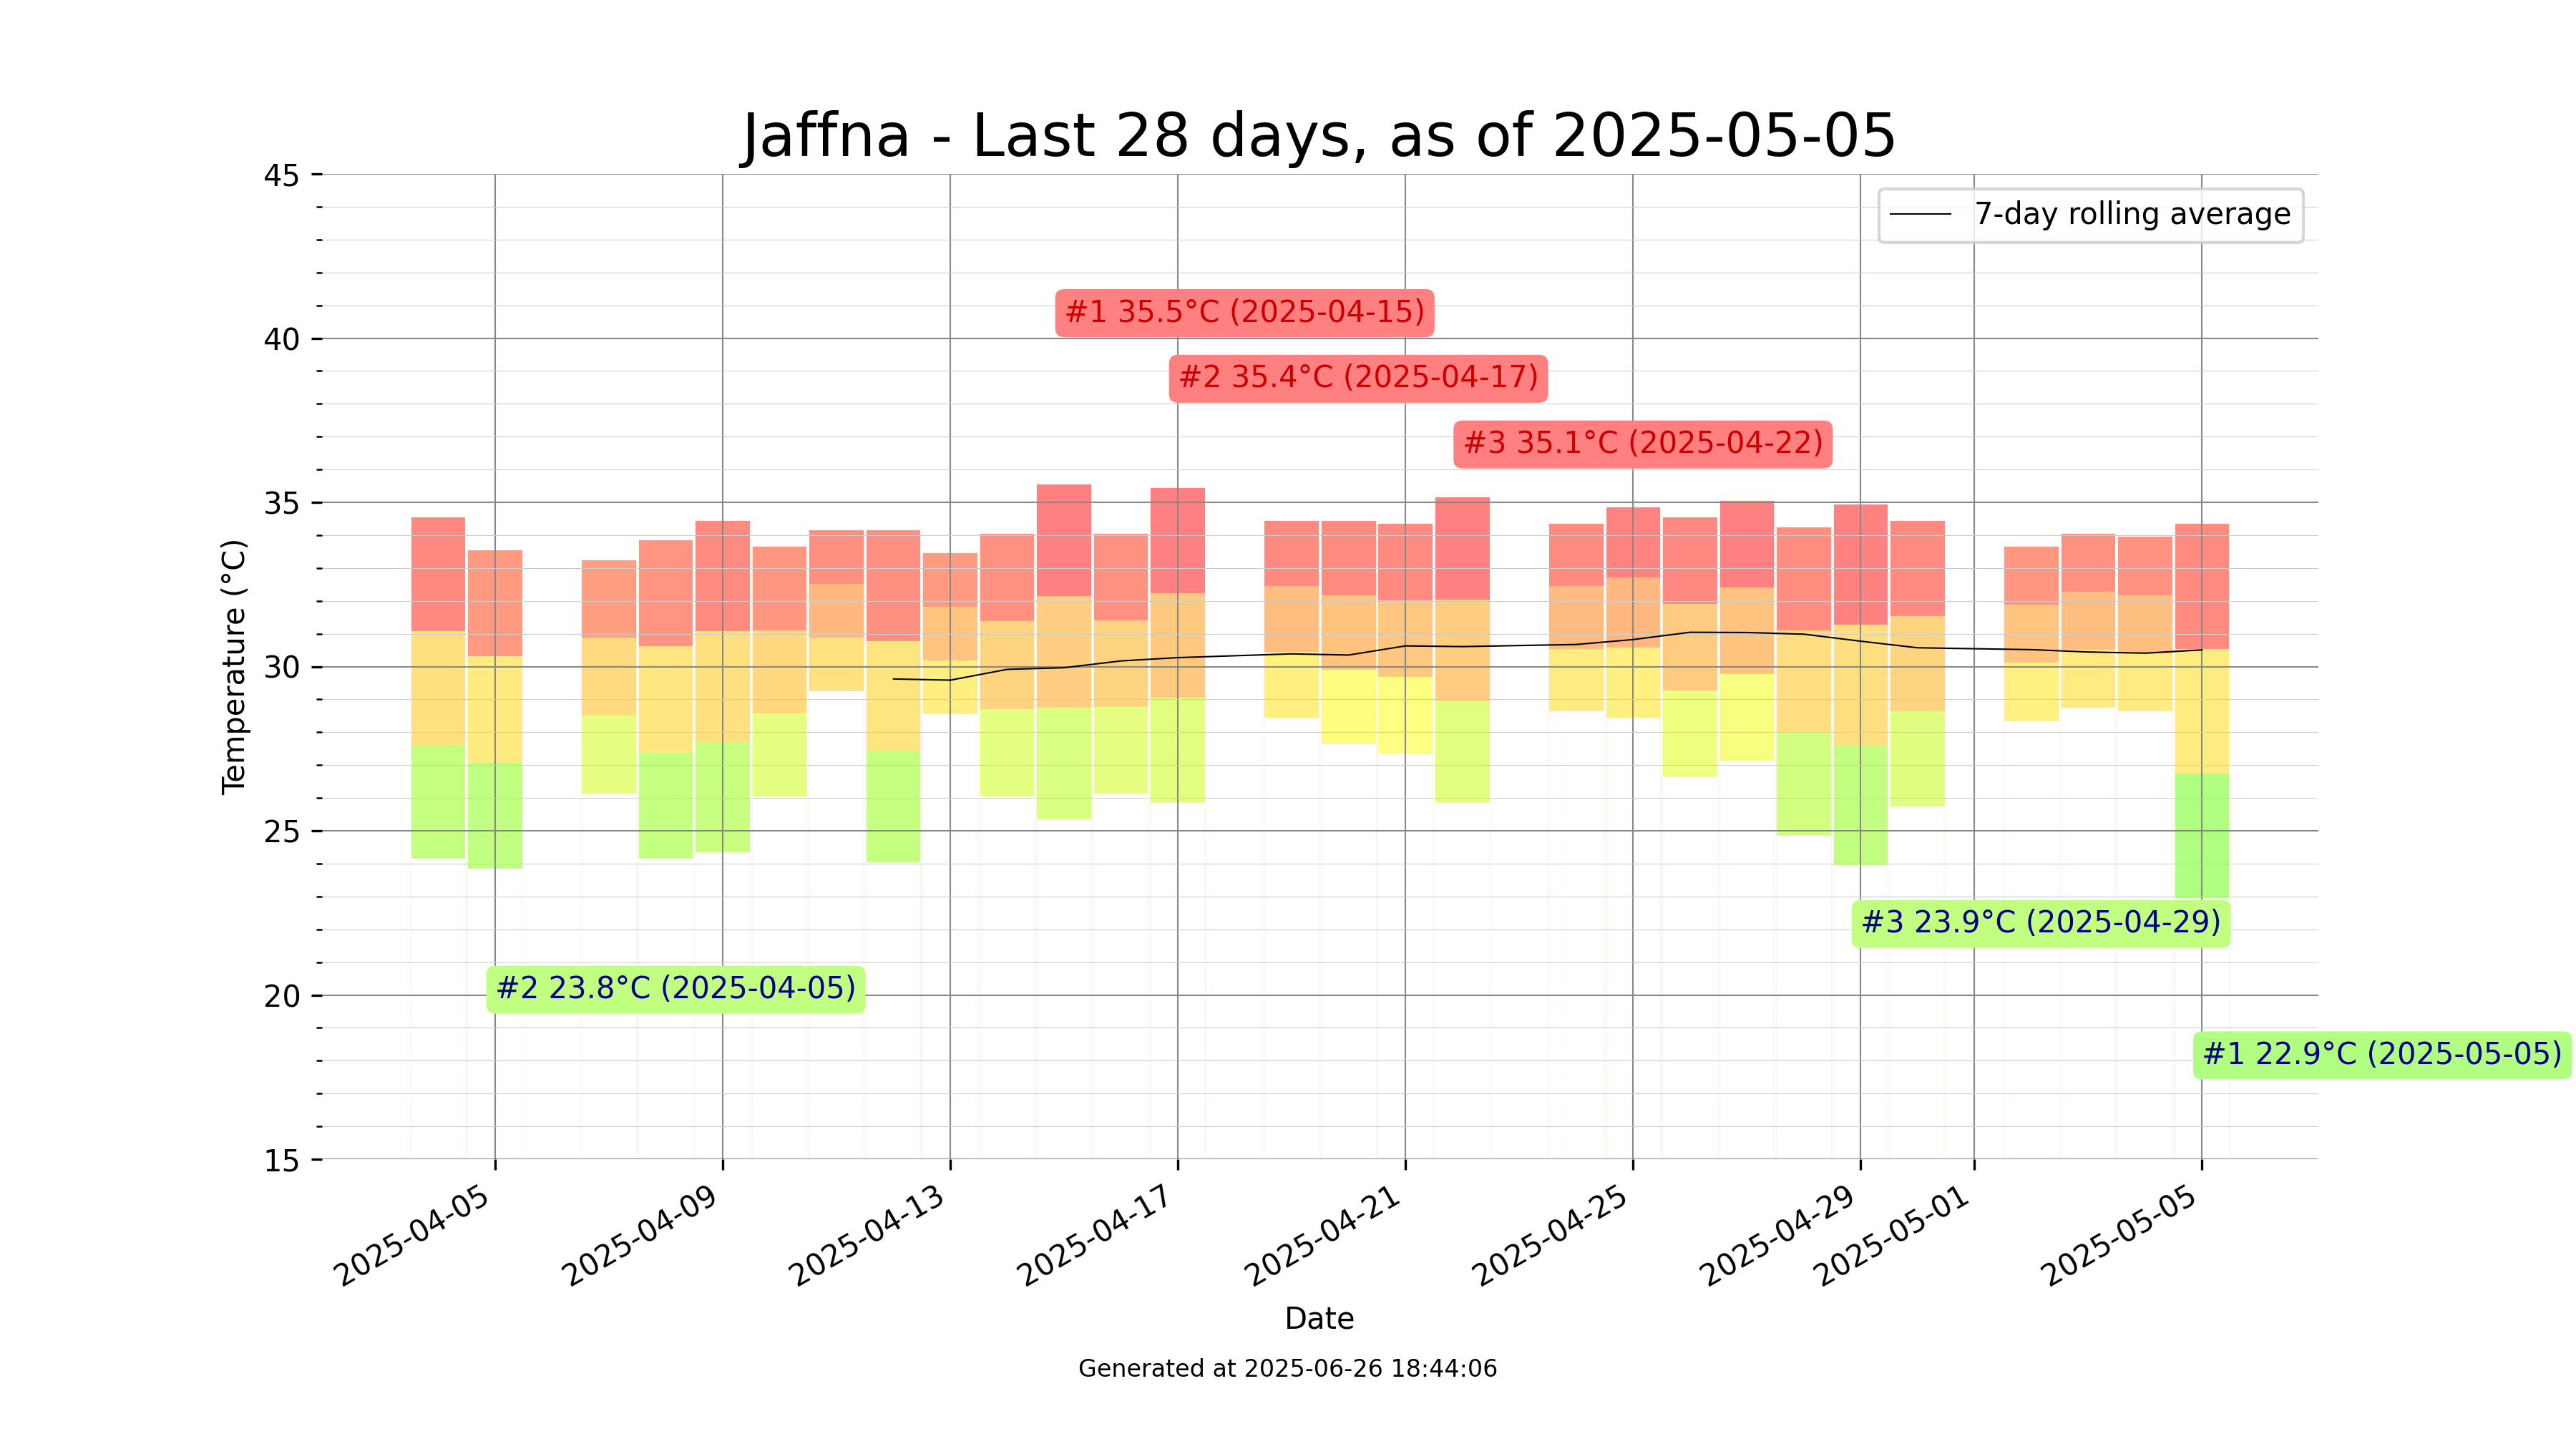 Jaffna - Last 28 days, as of 2025-05-05
45
7-day rolling average
#1 35.5°C (2025-04-15)
40
#2 35.4°C (2025-04-17)
#3 35.1°C (2025-04-22)
35
Temperature (°C)
30
25
#3 23.9°C (2025-04-29)
#2 23.8°C (2025-04-05)
20
#1 22.9°C (2025-05-05)
15
2025-04-05
2025-04-09
2025-04-13
2025-04-17
2025-04-21
2025-04-25
2025-04-29
2025-05-01
2025-05-05
Date
Generated at 2025-06-26 18:44:06